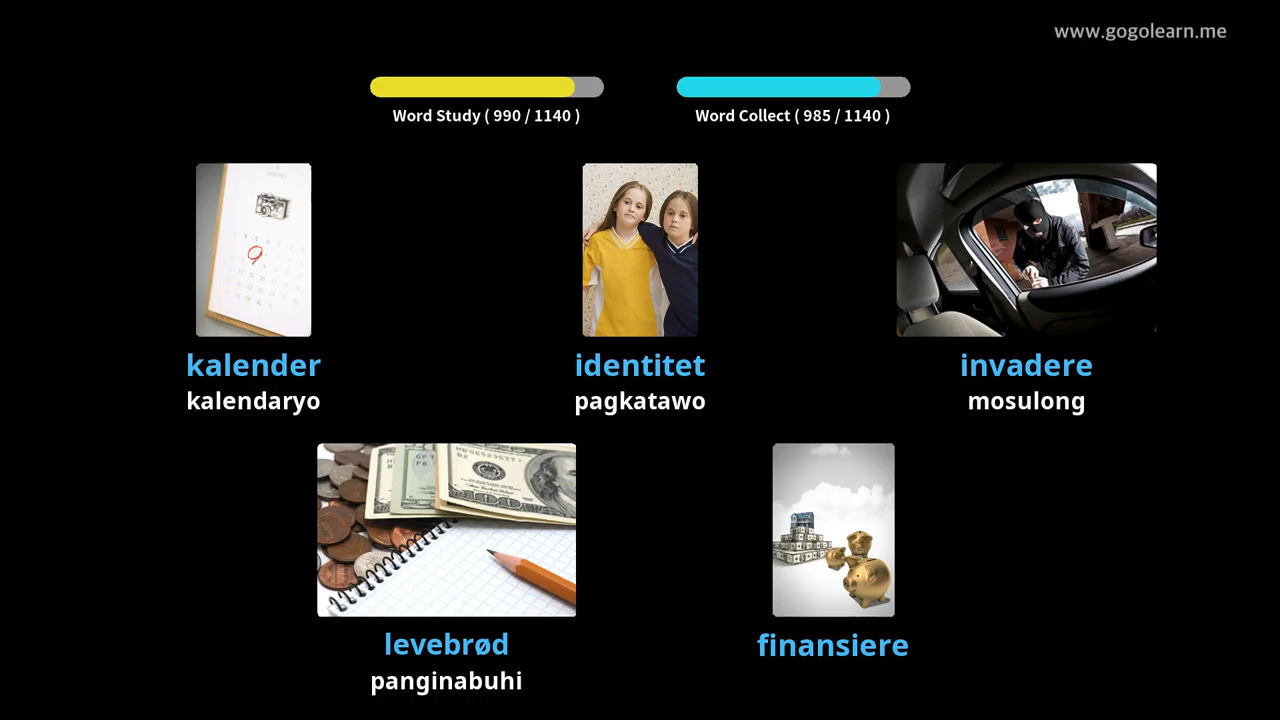 www.gogolearn.me
Word Study ( 990 / 1140 )
Word Collect ( 985 / 1140 )
kalender
kalendaryo
identitet
pagkatawo
invadere
mosulong
levebrød
panginabuhi
finansiere